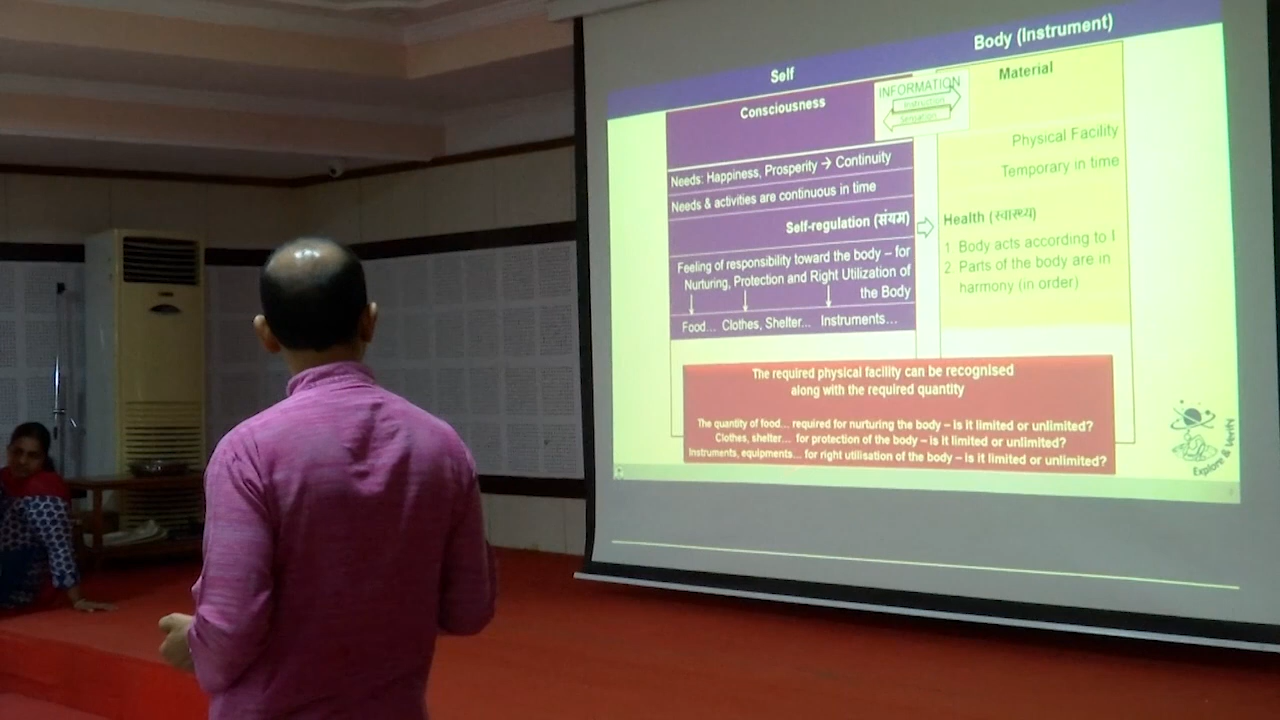 Self
Body (Instrument)
Consciousness
INFORMATION
Instruction
Sensation
Material
Needs: Happiness, Prosperity → Continuity
Needs & activities are continuous in time
Physical Facility
Temporary in time
Self-regulation (संयम)
Feeling of responsibility toward the body – for
Nurturing, Protection and Right Utilization of
the Body
Food... Clothes, Shelter... Instruments...
Health (स्वास्थ्य)
1 Body acts according to I
2 Parts of the body are in
harmony (in order)
The required physical facility can be recognised
along with the required quantity
The quantity of food... required for nurturing the body – is it limited or unlimited?
Clothes, shelter... for protection of the body – is it limited or unlimited?
Instruments, equipments... for right utilisation of the body – is it limited or unlimited?
Explore & Verify